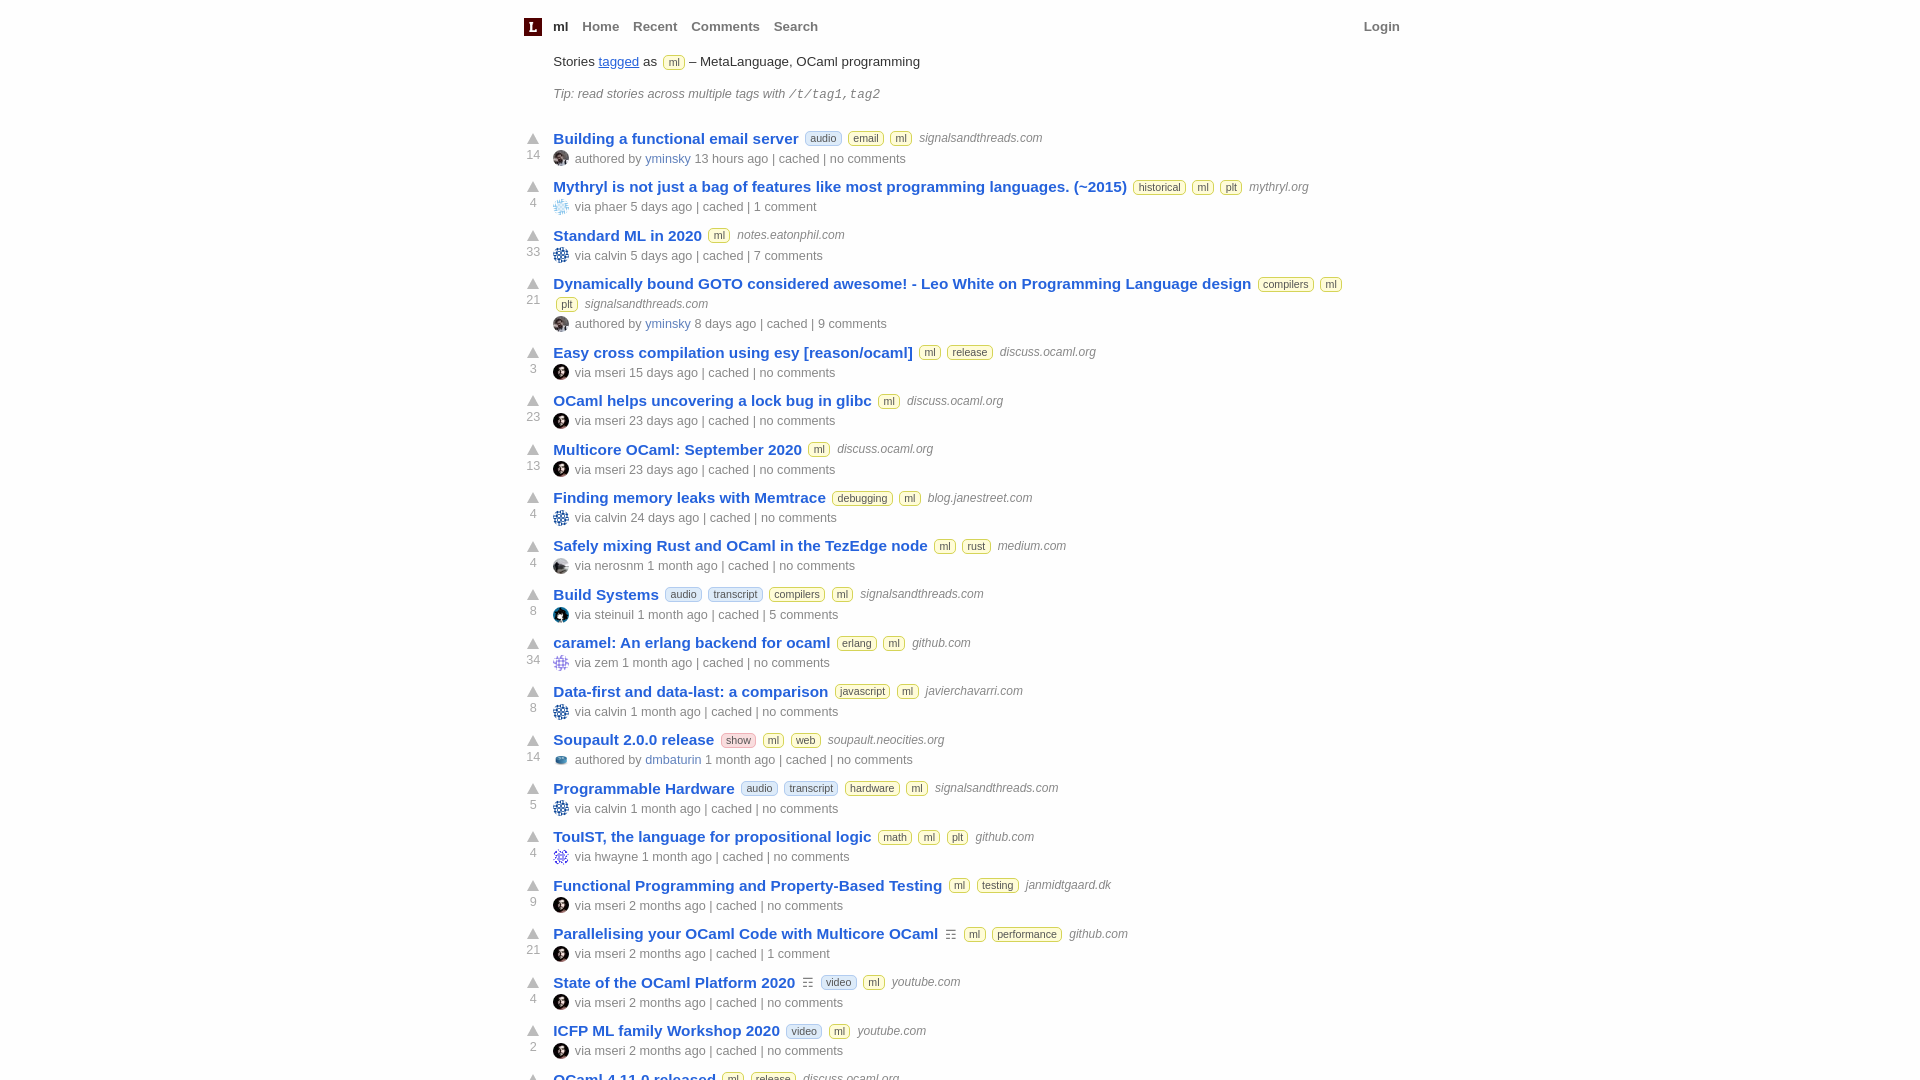 L ml Home Recent Comments Search Login
Stories tagged as ml – MetaLanguage, OCaml programming
Tip: read stories across multiple tags with /t/tag1,tag2
Building a functional email server audio email ml signalsandthreads.com
14 authored by yminsky 13 hours ago | cached | no comments
Mythryl is not just a bag of features like most programming languages. (~2015) historical ml plt mythryl.org
4 via phaer 5 days ago | cached | 1 comment
Standard ML in 2020 ml notes.eatonphil.com
33 via calvin 5 days ago | cached | 7 comments
Dynamically bound GOTO considered awesome! - Leo White on Programming Language design compilers ml
21 plt signalsandthreads.com
authored by yminsky 8 days ago | cached | 9 comments
Easy cross compilation using esy [reason/ocaml] ml release discuss.ocaml.org
3 via mseri 15 days ago | cached | no comments
OCaml helps uncovering a lock bug in glibc ml discuss.ocaml.org
23 via mseri 23 days ago | cached | no comments
Multicore OCaml: September 2020 ml discuss.ocaml.org
13 via mseri 23 days ago | cached | no comments
Finding memory leaks with Memtrace debugging ml blog.janestreet.com
4 via calvin 24 days ago | cached | no comments
Safely mixing Rust and OCaml in the TezEdge node ml rust medium.com
4 via nerosnm 1 month ago | cached | no comments
Build Systems audio transcript compilers ml signalsandthreads.com
8 via steinuil 1 month ago | cached | 5 comments
caramel: An erlang backend for ocaml erlang ml github.com
34 via zem 1 month ago | cached | no comments
Data-first and data-last: a comparison javascript ml javierchavarri.com
8 via calvin 1 month ago | cached | no comments
Soupault 2.0.0 release show ml web soupault.neocities.org
14 authored by dmbaturin 1 month ago | cached | no comments
Programmable Hardware audio transcript hardware ml signalsandthreads.com
5 via calvin 1 month ago | cached | no comments
TouIST, the language for propositional logic math ml plt github.com
4 via hwayne 1 month ago | cached | no comments
Functional Programming and Property-Based Testing ml testing janmidtgaard.dk
9 via mseri 2 months ago | cached | no comments
Parallelising your OCaml Code with Multicore OCaml ☶ ml performance github.com
21 via mseri 2 months ago | cached | 1 comment
State of the OCaml Platform 2020 ☶ video ml youtube.com
4 via mseri 2 months ago | cached | no comments
ICFP ML family Workshop 2020 video ml youtube.com
2 via mseri 2 months ago | cached | no comments
OCaml 4.11.0 released ml release discuss.ocaml.org